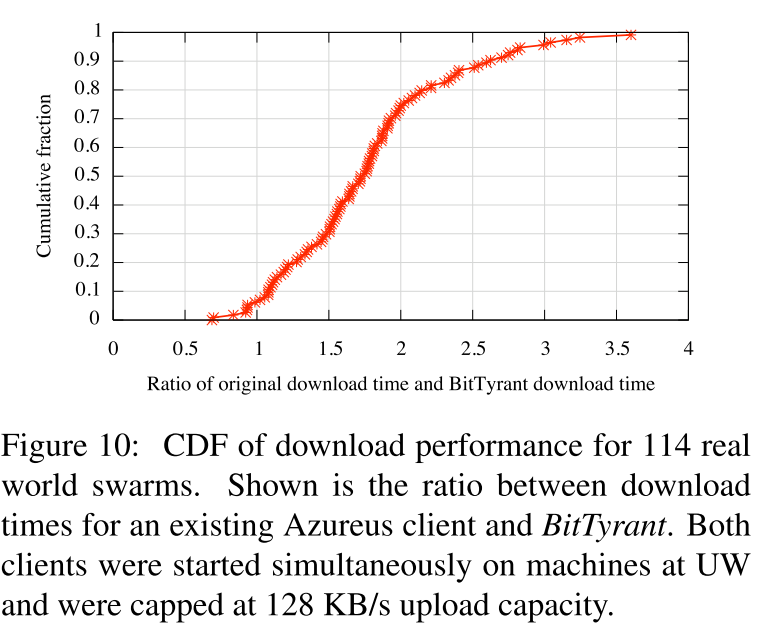 1
0.9
0.8
0.7
0.6
0.5
0.4
0.3
0.2
0.1
0
Cumulative fraction
0 0.5 1 1.5 2 2.5 3 3.5 4
Ratio of original download time and BitTyrant download time
Figure 10: CDF of download performance for 114 real
world swarms. Shown is the ratio between download
times for an existing Azureus client and BitTyrant. Both
clients were started simultaneously on machines at UW
and were capped at 128 KB/s upload capacity.